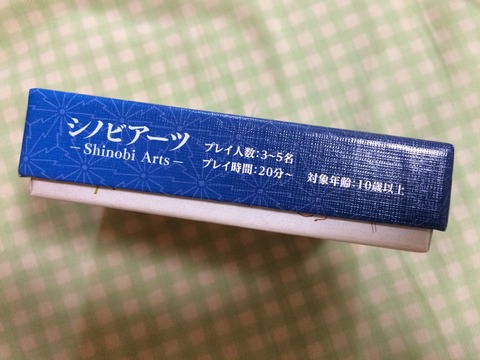 シノビアーツ
– Shinobi Arts –
プレイ人数:3~5名
プレイ時間:20分~ 対象年齢:10歳以上